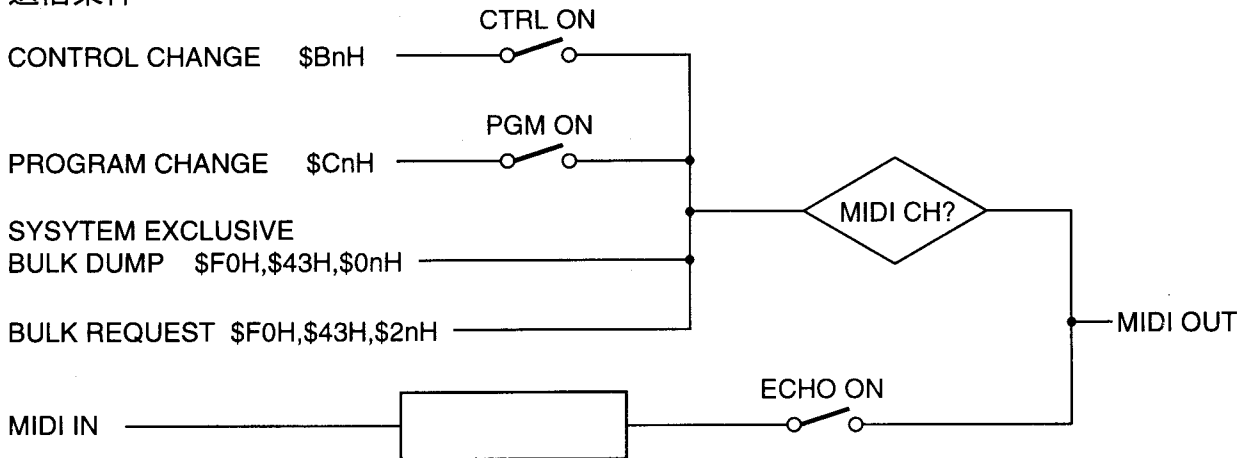 CTRL ON
CONTROL CHANGE $BnH
PGM ON
PROGRAM CHANGE $CnH
MIDI CH?
SYSYTEM EXCLUSIVE
BULK DUMP $F0H,$43H,$0nH
BULK REQUEST $F0H,$43H,$2nH
MIDI OUT
ECHO ON
MIDI IN